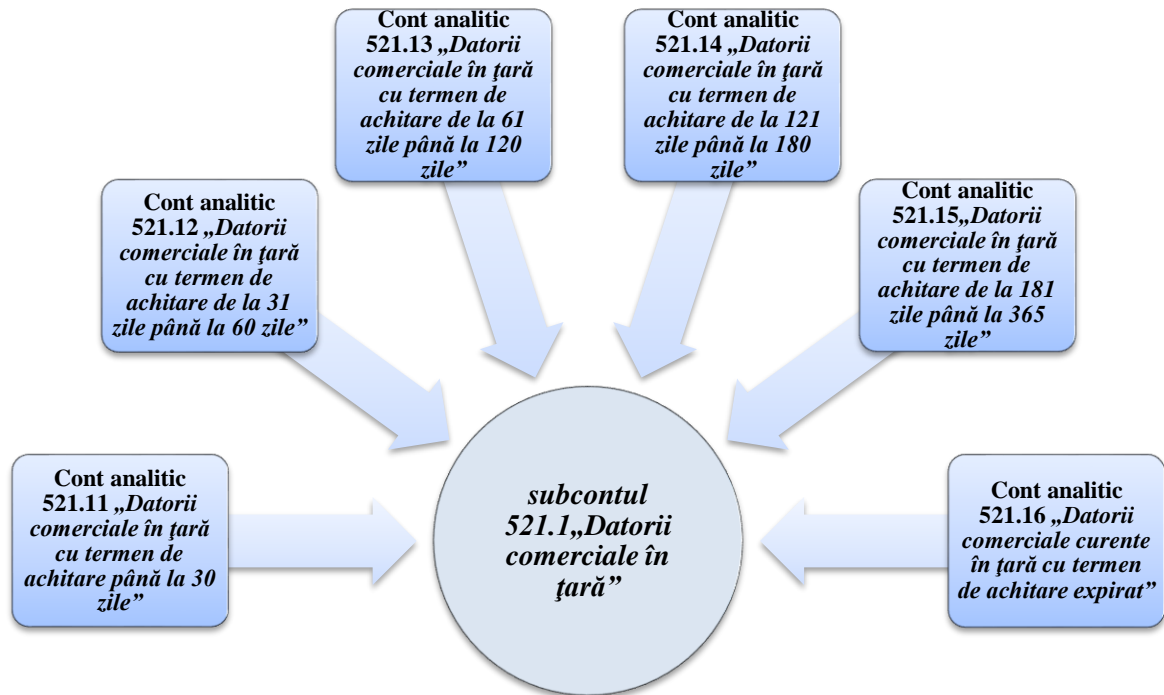 Cont analitic
521.13 „Datorii
comerciale în ţară
cu termen de
achitare de la 61
zile până la 120
zile”
Cont analitic
521.14 „Datorii
comerciale în ţară
cu termen de
achitare de la 121
zile până la 180
zile”
Cont analitic
521.12 „Datorii
comerciale în ţară
cu termen de
achitare de la 31
zile până la 60 zile”
Cont analitic
521.15„Datorii
comerciale în ţară
cu termen de
achitare de la 181
zile până la 365
zile”
Cont analitic
521.11 „Datorii
comerciale în ţară
cu termen de
achitare până la 30
zile”
subcontul
521.1„Datorii
comerciale în
ţară”
Cont analitic
521.16 „Datorii
comerciale curente
în ţară cu termen
de achitare expirat”